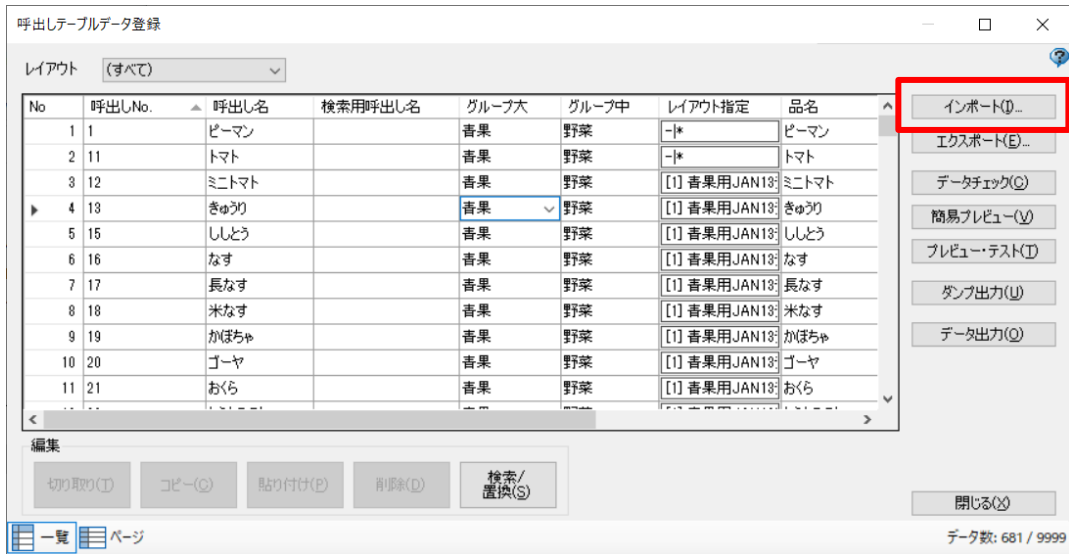 呼出しテーブルデータ登録
レイアウト (すべて)
No 呼出しNo. 呼出し名 検索用呼出し名 グループ大 グループ中 レイアウト指定 品名
1 1 ピーマン 青果 野菜 -|* ピーマン
2 11 トマト 青果 野菜 -|* トマト
3 12 ミニトマト 青果 野菜 [1] 青果用JAN13 ミニトマト
4 13 きゅうり 青果 野菜 [1] 青果用JAN13 きゅうり
5 15 ししとう 青果 野菜 [1] 青果用JAN13 ししとう
6 16 なす 青果 野菜 [1] 青果用JAN13 なす
7 17 長なす 青果 野菜 [1] 青果用JAN13 長なす
8 18 米なす 青果 野菜 [1] 青果用JAN13 米なす
9 19 かぼちゃ 青果 野菜 [1] 青果用JAN13 かぼちゃ
10 20 ゴーヤ 青果 野菜 [1] 青果用JAN13 ゴーヤ
11 21 おくら 青果 野菜 [1] 青果用JAN13 おくら
インポート(I)...
エクスポート(E)...
データチェック(C)
簡易プレビュー(V)
プレビュー・テスト(T)
ダンプ出力(U)
データ出力(O)
編集
切り取り(T) コピー(C) 貼り付け(P) 削除(D) 検索/
置換(S)
閉じる(X)
一覧 ページ
データ数: 681 / 9999